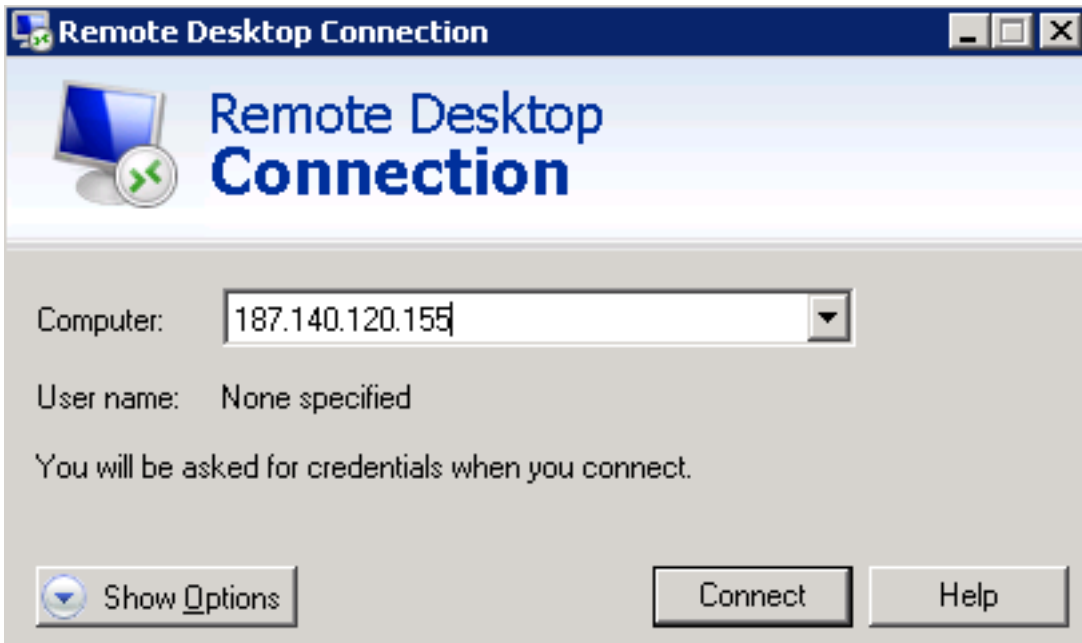 Remote Desktop Connection
Remote Desktop
Connection
Computer: 187.140.120.155
User name: None specified
You will be asked for credentials when you connect.
Show Options Connect Help